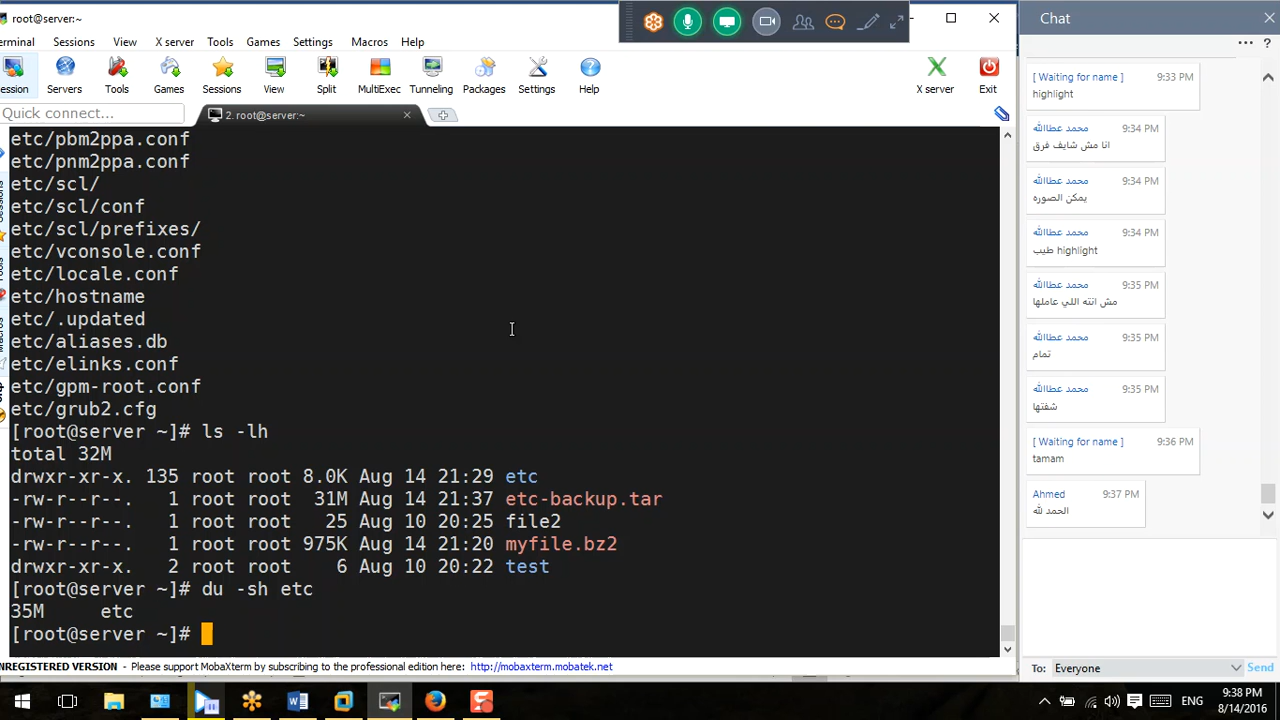 root@server:~
erminal Sessions View X server Tools Games Settings Macros Help
ession Servers Tools Games Sessions View Split MultiExec Tunneling Packages Settings Help X server Exit
Quick connect...
2. root@server:~
etc/pbm2ppa.conf
etc/pnm2ppa.conf
etc/scl/
etc/scl/conf
etc/scl/prefixes/
etc/vconsole.conf
etc/locale.conf
etc/hostname
etc/.updated
etc/aliases.db
etc/elinks.conf
etc/gpm-root.conf
etc/grub2.cfg
[root@server ~]# ls -lh
total 32M
drwxr-xr-x. 135 root root 8.0K Aug 14 21:29 etc
-rw-r--r--. 1 root root 31M Aug 14 21:37 etc-backup.tar
-rw-r--r--. 1 root root 25 Aug 10 20:25 file2
-rw-r--r--. 1 root root 975K Aug 14 21:20 myfile.bz2
drwxr-xr-x. 2 root root 6 Aug 10 20:22 test
[root@server ~]# du -sh etc
35M etc
[root@server ~]#
NREGISTERED VERSION - Please support MobaXterm by subscribing to the professional edition here: http://mobaxterm.mobatek.net
Chat
[ Waiting for name ] 9:33 PM
highlight
محمد عطاالله 9:34 PM
انا مش شايف فرق
محمد عطاالله 9:34 PM
يمكن الصوره
محمد عطاالله 9:34 PM
طيب highlight
محمد عطاالله 9:35 PM
مش انته اللي عاملها
محمد عطاالله 9:35 PM
تمام
محمد عطاالله 9:35 PM
شفتها
[ Waiting for name ] 9:36 PM
tamam
Ahmed 9:37 PM
الحمد لله
To: Everyone Send
ENG 9:38 PM
8/14/2016